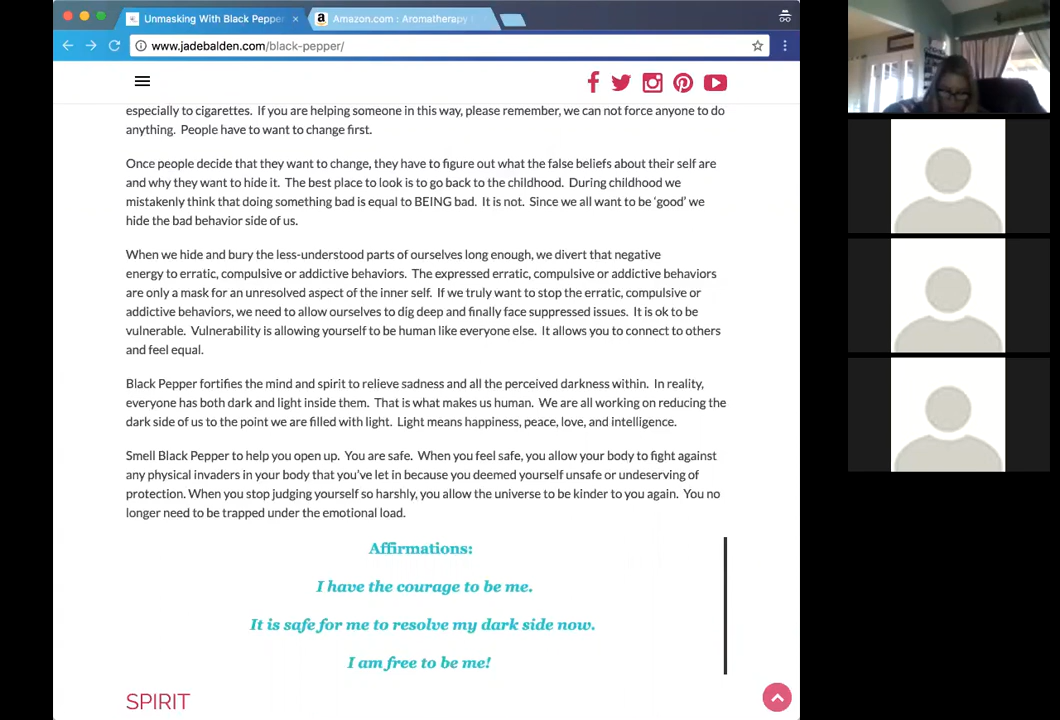 Unmasking With Black Pepper
Amazon.com : Aromatherapy
www.jadebalden.com/black-pepper/
especially to cigarettes. If you are helping someone in this way, please remember, we can not force anyone to do
anything. People have to want to change first.
Once people decide that they want to change, they have to figure out what the false beliefs about their self are
and why they want to hide it. The best place to look is to go back to the childhood. During childhood we
mistakenly think that doing something bad is equal to BEING bad. It is not. Since we all want to be ‘good’ we
hide the bad behavior side of us.
When we hide and bury the less-understood parts of ourselves long enough, we divert that negative
energy to erratic, compulsive or addictive behaviors. The expressed erratic, compulsive or addictive behaviors
are only a mask for an unresolved aspect of the inner self. If we truly want to stop the erratic, compulsive or
addictive behaviors, we need to allow ourselves to dig deep and finally face suppressed issues. It is ok to be
vulnerable. Vulnerability is allowing yourself to be human like everyone else. It allows you to connect to others
and feel equal.
Black Pepper fortifies the mind and spirit to relieve sadness and all the perceived darkness within. In reality,
everyone has both dark and light inside them. That is what makes us human. We are all working on reducing the
dark side of us to the point we are filled with light. Light means happiness, peace, love, and intelligence.
Smell Black Pepper to help you open up. You are safe. When you feel safe, you allow your body to fight against
any physical invaders in your body that you’ve let in because you deemed yourself unsafe or undeserving of
protection. When you stop judging yourself so harshly, you allow the universe to be kinder to you again. You no
longer need to be trapped under the emotional load.
Affirmations:
I have the courage to be me.
It is safe for me to resolve my dark side now.
I am free to be me!
SPIRIT